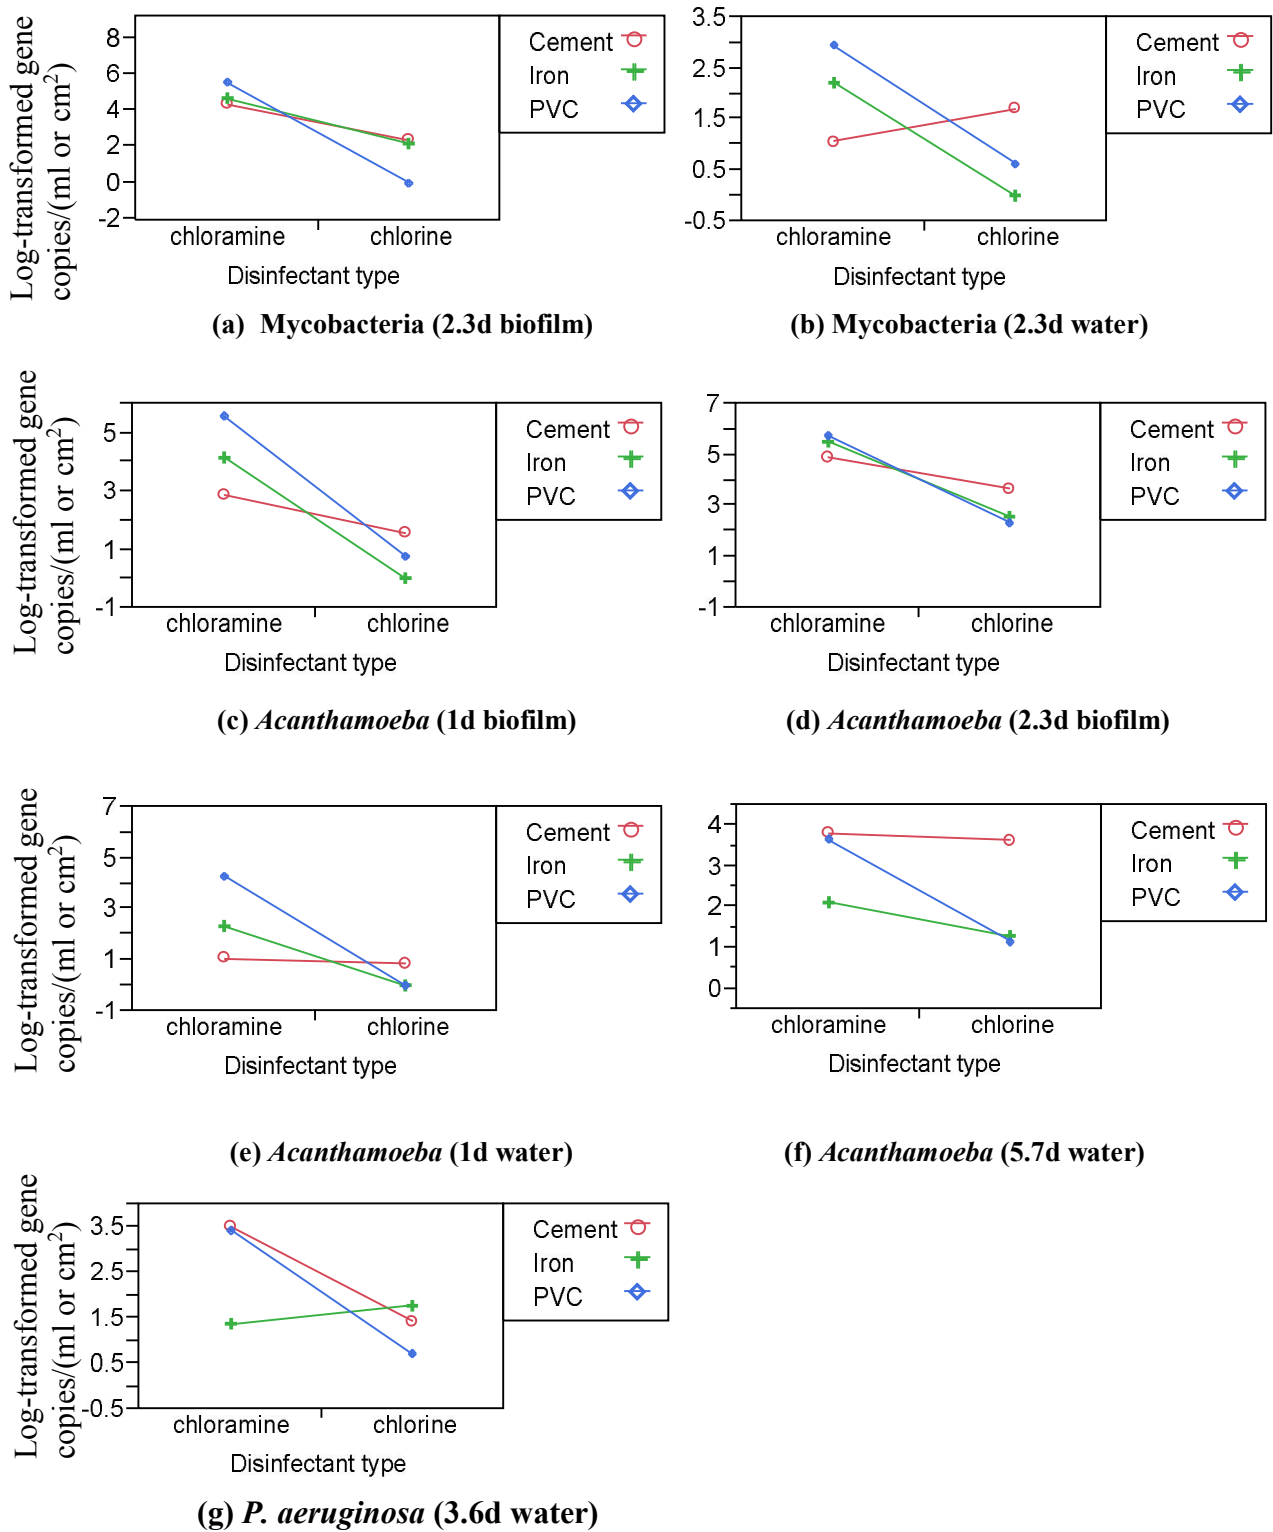 Log-transformed gene
copies/(ml or cm²)
8
6
4
2
0
-2
chloramine chlorine
Disinfectant type
Cement
Iron
PVC
(a) Mycobacteria (2.3d biofilm)
3.5
2.5
1.5
0.5
-0.5
chloramine chlorine
Disinfectant type
Cement
Iron
PVC
(b) Mycobacteria (2.3d water)
Log-transformed gene
copies/(ml or cm²)
5
3
1
-1
chloramine chlorine
Disinfectant type
Cement
Iron
PVC
(c) Acanthamoeba (1d biofilm)
7
5
3
1
-1
chloramine chlorine
Disinfectant type
Cement
Iron
PVC
(d) Acanthamoeba (2.3d biofilm)
Log-transformed gene
copies/(ml or cm²)
7
5
3
1
-1
chloramine chlorine
Disinfectant type
Cement
Iron
PVC
(e) Acanthamoeba (1d water)
4
3
2
1
0
chloramine chlorine
Disinfectant type
Cement
Iron
PVC
(f) Acanthamoeba (5.7d water)
Log-transformed gene
copies/(ml or cm²)
3.5
2.5
1.5
0.5
-0.5
chloramine chlorine
Disinfectant type
Cement
Iron
PVC
(g) P. aeruginosa (3.6d water)